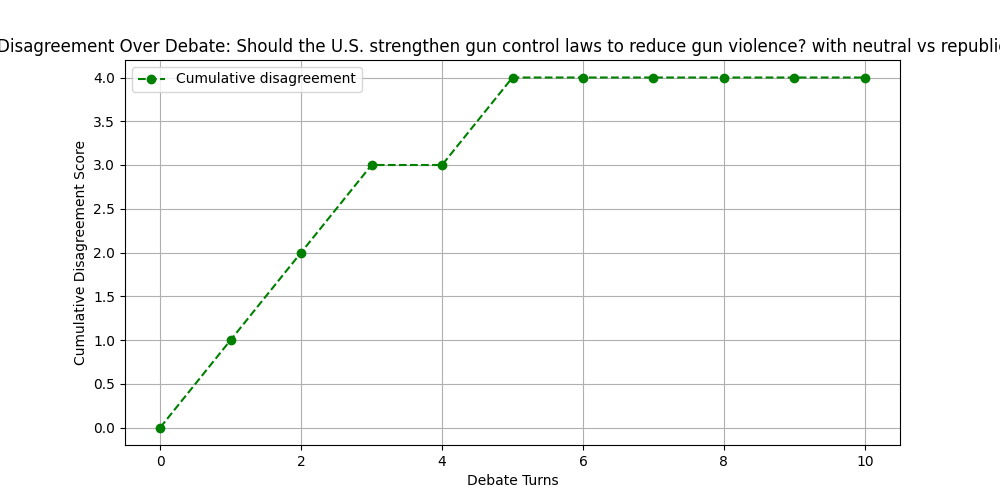 Disagreement Over Debate: Should the U.S. strengthen gun control laws to reduce gun violence? with neutral vs republi
Cumulative disagreement
4.0
3.5
3.0
2.5
2.0
1.5
1.0
0.5
0.0
Cumulative Disagreement Score
0 2 4 6 8 10
Debate Turns